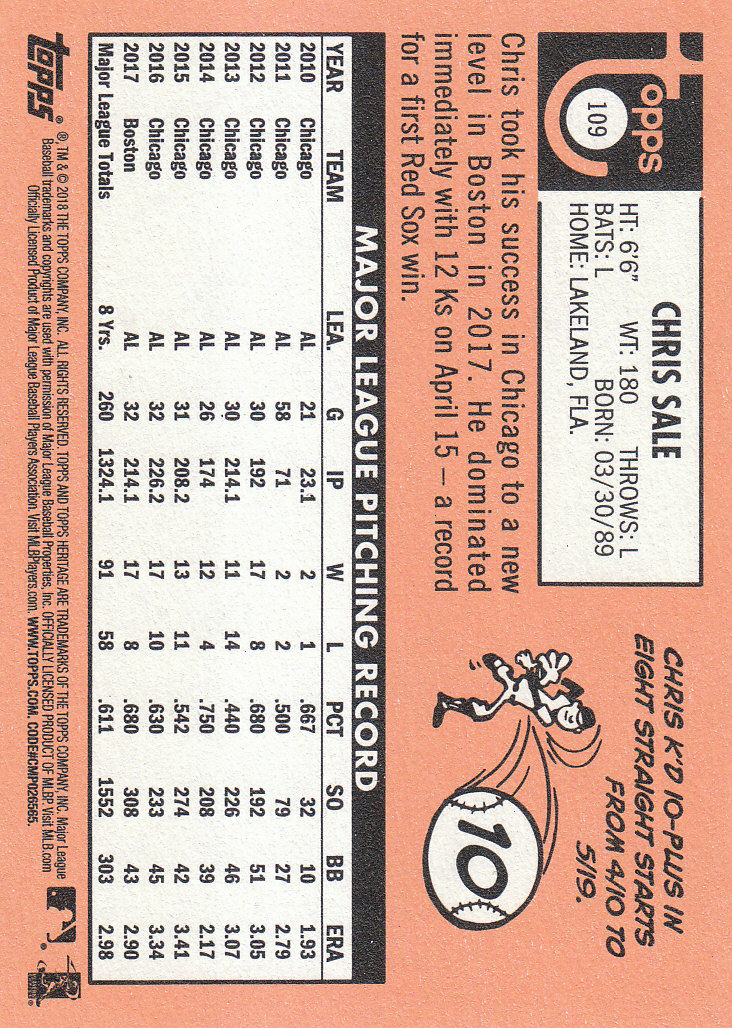 Topps
109
CHRIS SALE
HT: 6'6" WT: 180 THROWS: L
BATS: L BORN: 03/30/89
HOME: LAKELAND, FLA.
CHRIS K'D 10-PLUS IN
EIGHT STRAIGHT STARTS
FROM 4/10 TO
5/19.
10
Chris took his success in Chicago to a new
level in Boston in 2017. He dominated
immediately with 12 Ks on April 15 – a record
for a first Red Sox win.
MAJOR LEAGUE PITCHING RECORD
YEAR TEAM LEA. G IP W L PCT SO BB ERA
2010 Chicago AL 21 23.1 2 1 .667 32 10 1.93
2011 Chicago AL 58 71 2 2 .500 79 27 2.79
2012 Chicago AL 30 192 17 8 .680 192 51 3.05
2013 Chicago AL 30 214.1 11 14 .440 226 46 3.07
2014 Chicago AL 26 174 12 4 .750 208 39 2.17
2015 Chicago AL 31 208.2 13 11 .542 274 42 3.41
2016 Chicago AL 32 226.2 17 10 .630 233 45 3.34
2017 Boston AL 32 214.1 17 8 .680 308 43 2.90
Major League Totals 8 Yrs. 260 1324.1 91 58 .611 1552 303 2.98
Topps®
®, TM & © 2018 THE TOPPS COMPANY, INC. ALL RIGHTS RESERVED. TOPPS AND TOPPS HERITAGE ARE TRADEMARKS OF THE TOPPS COMPANY, INC. Major League
Baseball trademarks and copyrights are used with permission of Major League Baseball Properties, Inc. OFFICIALLY LICENSED PRODUCT OF MLBP. Visit MLB.com
Officially Licensed Product of Major League Baseball Players Association. Visit MLBPlayers.com. WWW.TOPPS.COM. CODE#CMP026565.